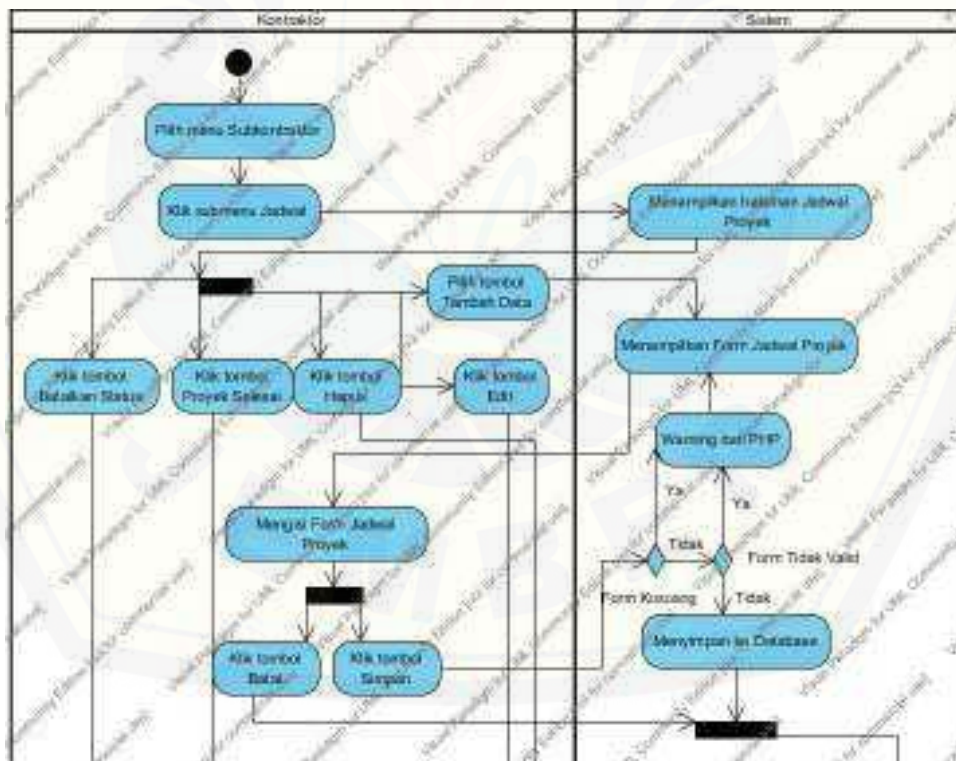 Kontraktor
Sistem
Pilih menu Subkontraktor
Klik submenu Jadwal
Menampilkan halaman Jadwal
Proyek
Pilih tombol
Tambah Data
Menampilkan Form Jadwal Proyek
Klik tombol
Batalkan Status
Klik tombol
Proyek Selesai
Klik tombol
Hapus
Klik tombol
Edit
Warning dari PHP
Ya
Ya
Mengisi Form Jadwal
Proyek
Tidak
Form Tidak Valid
Form Kosong
Tidak
Klik tombol
Batal
Klik tombol
Simpan
Menyimpan ke Database